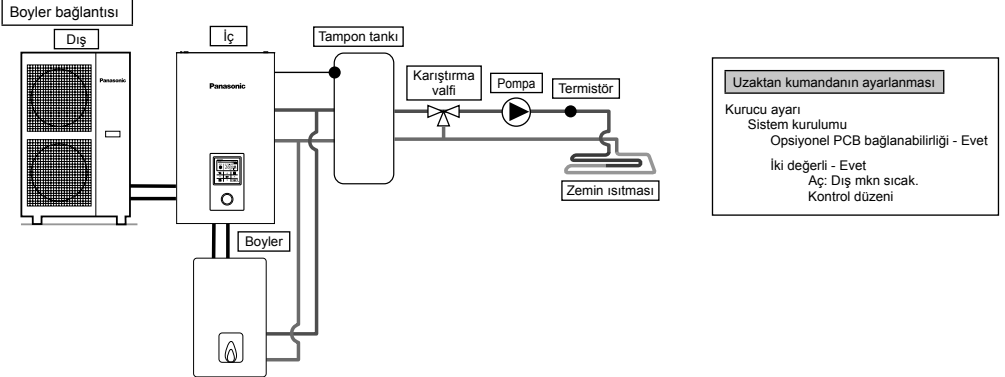 Boyler bağlantısı
Dış
İç
Tampon tankı
Panasonic
Panasonic
Karıştırma
valfi
Pompa
Termistör
Zemin ısıtması
Boyler
Uzaktan kumandanın ayarlanması
Kurucu ayarı
Sistem kurulumu
Opsiyonel PCB bağlanabilirliği - Evet
İki değerli - Evet
Aç: Dış mkn sıcak.
Kontrol düzeni